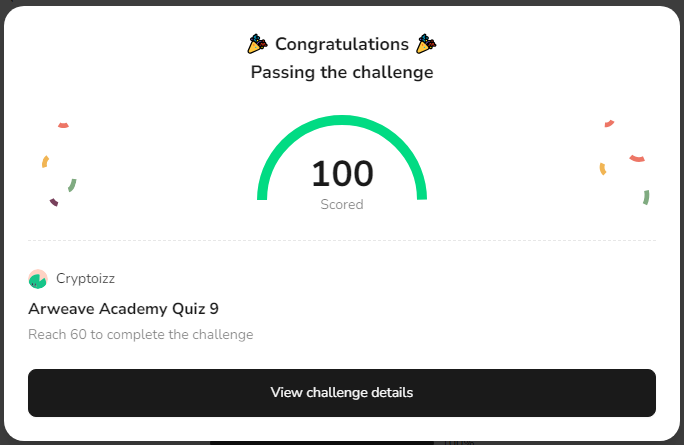 Congratulations
Passing the challenge
100
Scored
Cryptoizz
Arweave Academy Quiz 9
Reach 60 to complete the challenge
View challenge details